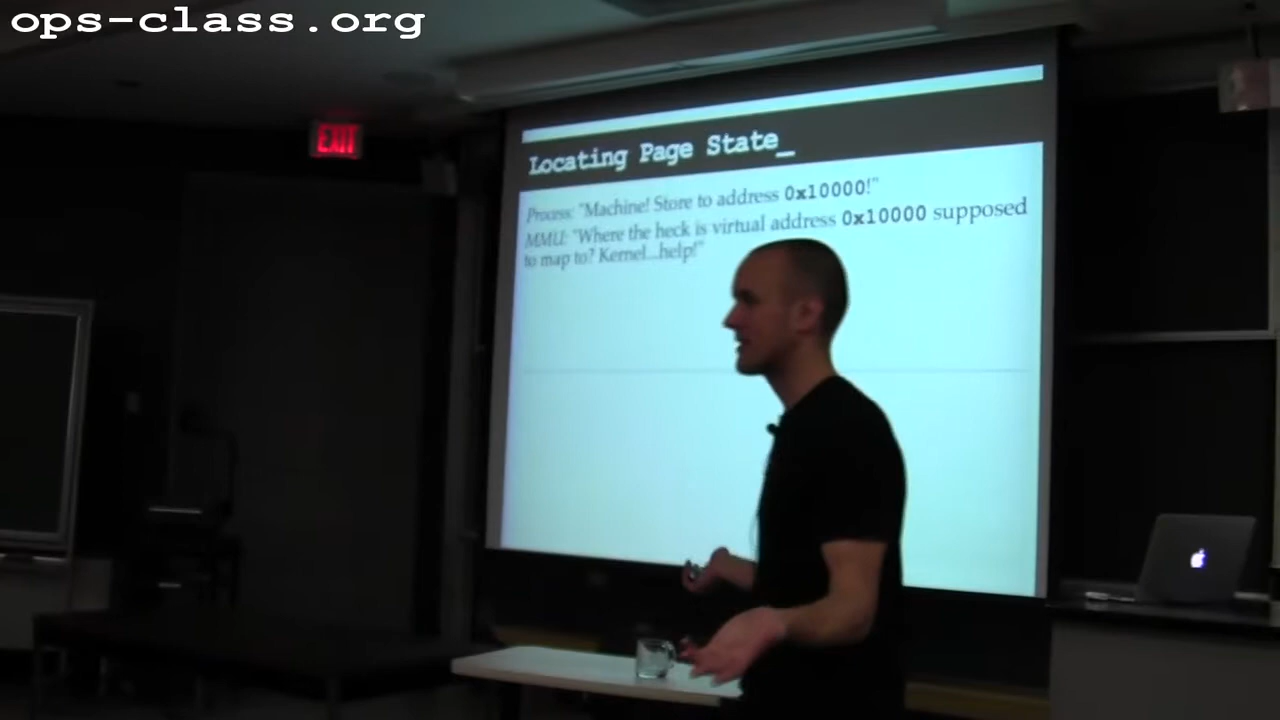 ops-class.org
EXIT
Locating Page State_
Process: "Machine! Store to address 0x10000!"
MMU: "Where the heck is virtual address 0x10000 supposed
to map to? Kernel...help!"